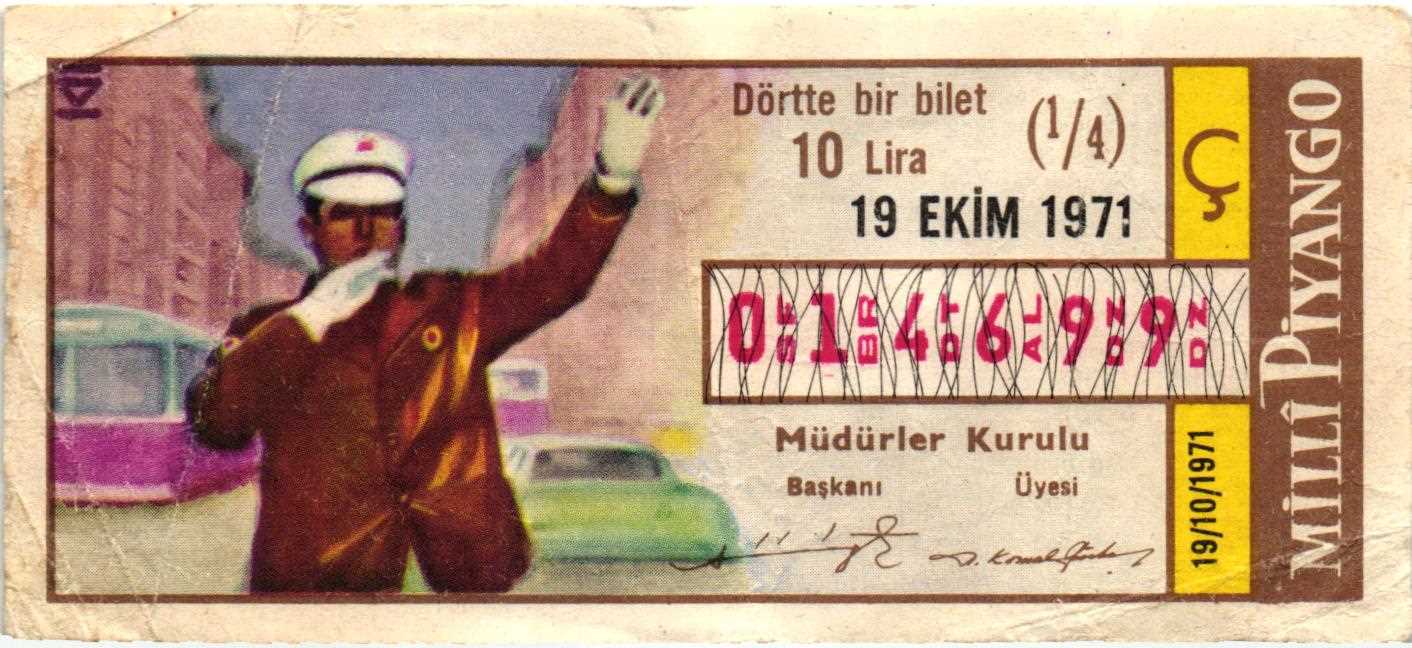 Dörtte bir bilet
(1/4)
10 Lira
19 EKİM 1971
0 SF 1 BR 4 DT 6 AL 9 DZ 9 DZ
Müdürler Kurulu
Başkanı Üyesi
Ç
19/10/1971
MİLLÎ PİYANGO